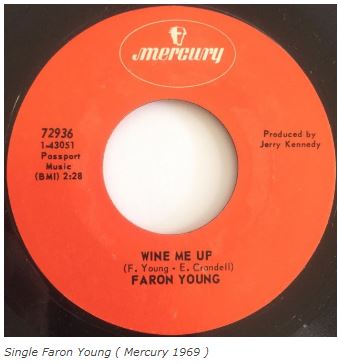 mercury
72936
1-43051
Passport
Music
(BMI) 2:28
Produced by
Jerry Kennedy
WINE ME UP
(F. Young - E. Crandell)
FARON YOUNG
Single Faron Young ( Mercury 1969 )